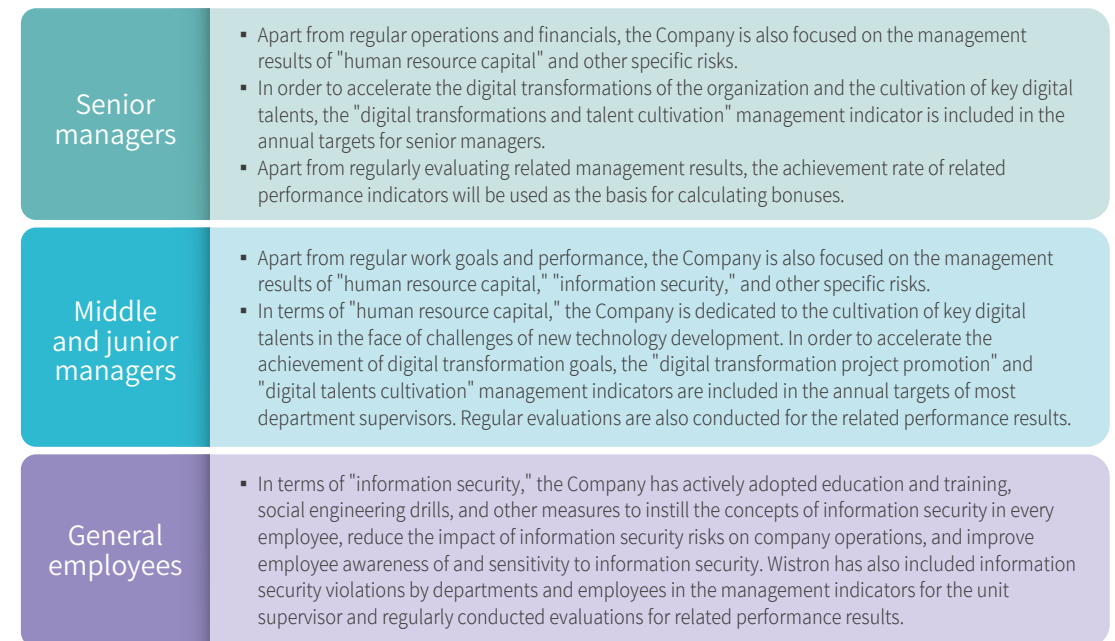 Senior
managers
▪ Apart from regular operations and financials, the Company is also focused on the management
results of "human resource capital" and other specific risks.
▪ In order to accelerate the digital transformations of the organization and the cultivation of key digital
talents, the "digital transformations and talent cultivation" management indicator is included in the
annual targets for senior managers.
▪ Apart from regularly evaluating related management results, the achievement rate of related
performance indicators will be used as the basis for calculating bonuses.
Middle
and junior
managers
▪ Apart from regular work goals and performance, the Company is also focused on the management
results of "human resource capital," "information security," and other specific risks.
▪ In terms of "human resource capital," the Company is dedicated to the cultivation of key digital
talents in the face of challenges of new technology development. In order to accelerate the
achievement of digital transformation goals, the "digital transformation project promotion" and
"digital talents cultivation" management indicators are included in the annual targets of most
department supervisors. Regular evaluations are also conducted for the related performance results.
General
employees
▪ In terms of "information security," the Company has actively adopted education and training,
social engineering drills, and other measures to instill the concepts of information security in every
employee, reduce the impact of information security risks on company operations, and improve
employee awareness of and sensitivity to information security. Wistron has also included information
security violations by departments and employees in the management indicators for the unit
supervisor and regularly conducted evaluations for related performance results.